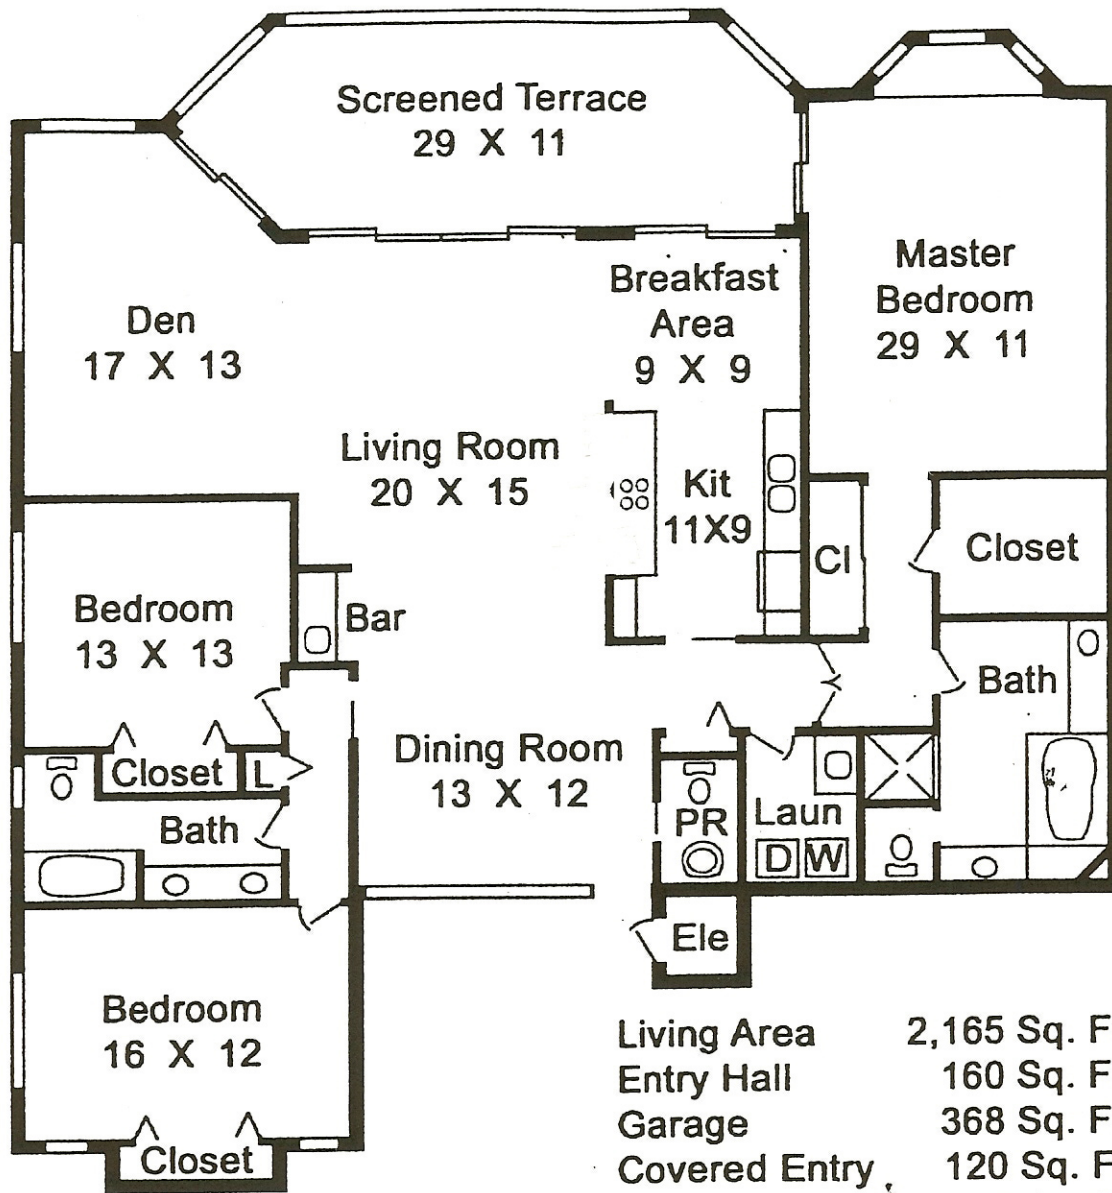 Screened Terrace
29 X 11
Master
Bedroom
29 X 11
Breakfast
Area
9 X 9
Den
17 X 13
Living Room
20 X 15
Kit
11X9
Cl
Closet
Bedroom
13 X 13
Bar
Bath
Closet
L
Dining Room
13 X 12
PR
Laun
D
W
Bath
Ele
Bedroom
16 X 12
Closet
Living Area 2,165 Sq. F
Entry Hall 160 Sq. F
Garage 368 Sq. F
Covered Entry 120 Sq. F